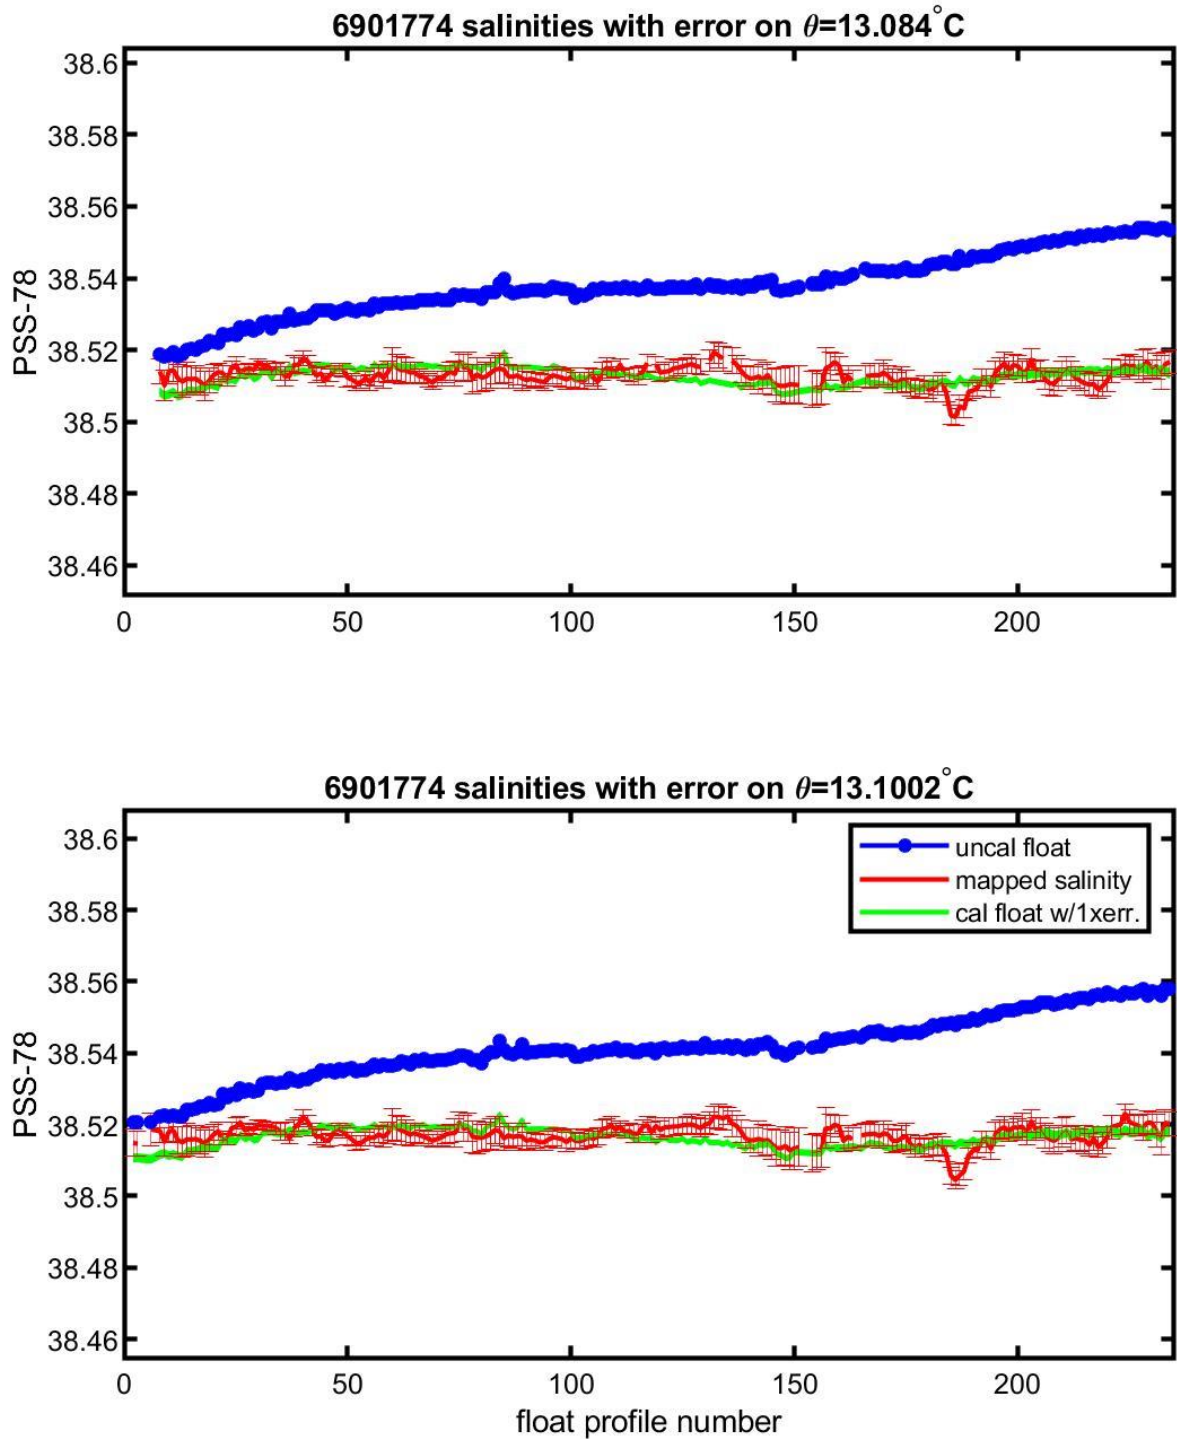 6901774 salinities with error on θ=13.084°C
38.6
38.58
38.56
38.54
38.52
38.5
38.48
38.46
PSS-78
0 50 100 150 200
6901774 salinities with error on θ=13.1002°C
38.6
38.58
38.56
38.54
38.52
38.5
38.48
38.46
PSS-78
uncal float
mapped salinity
cal float w/1xerr.
0 50 100 150 200
float profile number